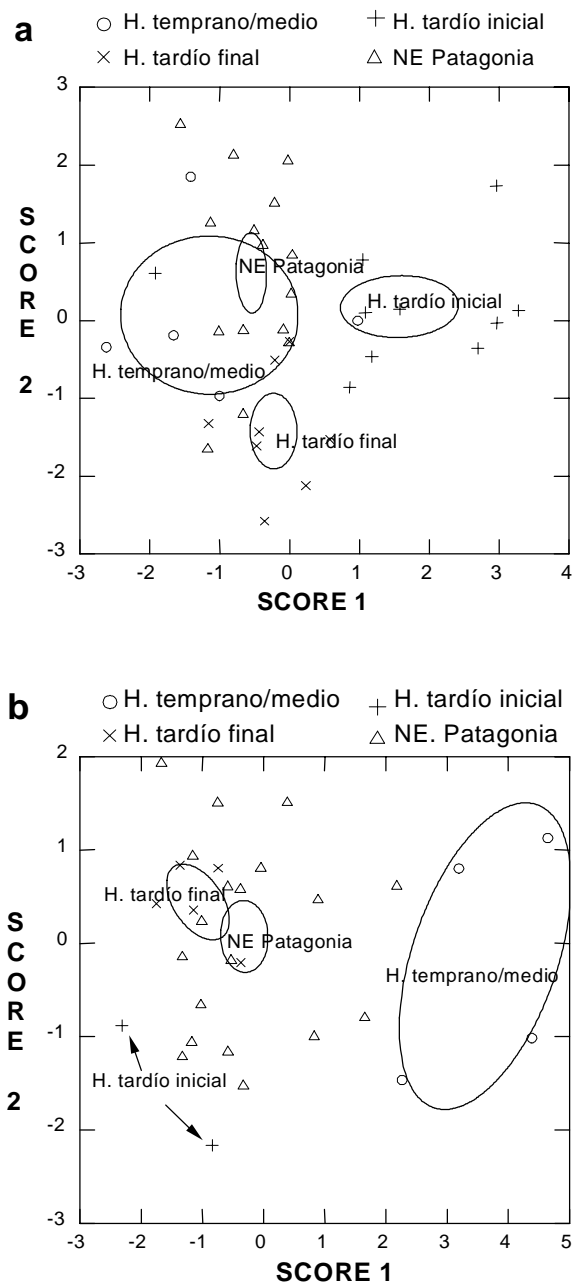 a
H. temprano/medio
H. tardío inicial
H. tardío final
NE Patagonia
3
2
1
0
-1
-2
-3
SCORE 2
NE Patagonia
H. tardío inicial
H. temprano/medio
H. tardío final
-3 -2 -1 0 1 2 3 4
SCORE 1
b
H. temprano/medio
H. tardío inicial
H. tardío final
NE. Patagonia
2
1
0
-1
-2
-3
SCORE 2
H. tardío final
NE Patagonia
H. temprano/medio
H. tardío inicial
-3 -2 -1 0 1 2 3 4 5
SCORE 1